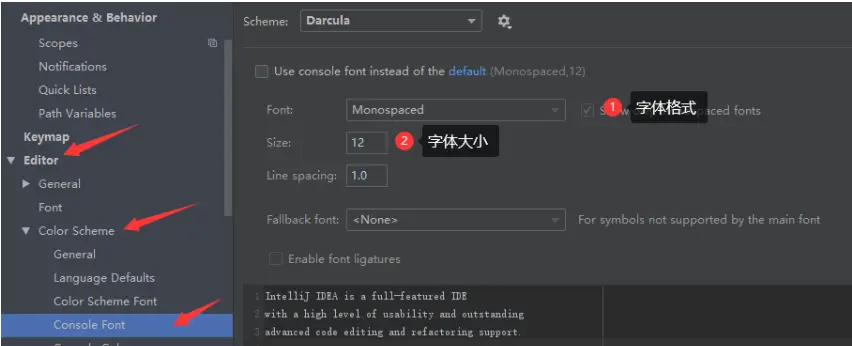 Appearance & Behavior
Scopes
Notifications
Quick Lists
Path Variables
Keymap
Editor
General
Font
Color Scheme
General
Language Defaults
Color Scheme Font
Console Font
Scheme: Darcula
Use console font instead of the default (Monospaced,12)
Font: Monospaced
1 字体格式
fonts
Size: 12
2 字体大小
Line spacing: 1.0
Fallback font: <None> For symbols not supported by the main font
Enable font ligatures
1 IntelliJ IDEA is a full-featured IDE
2 with a high level of usability and outstanding
3 advanced code editing and refactoring support.